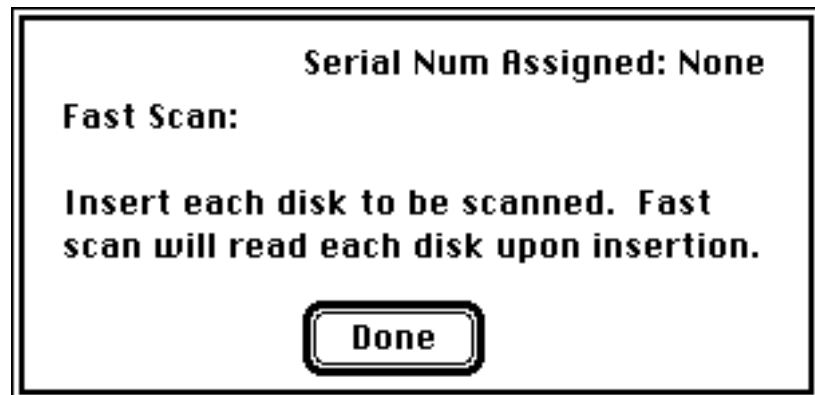 Serial Num Assigned: None
Fast Scan:
Insert each disk to be scanned.  Fast
scan will read each disk upon insertion.
Done